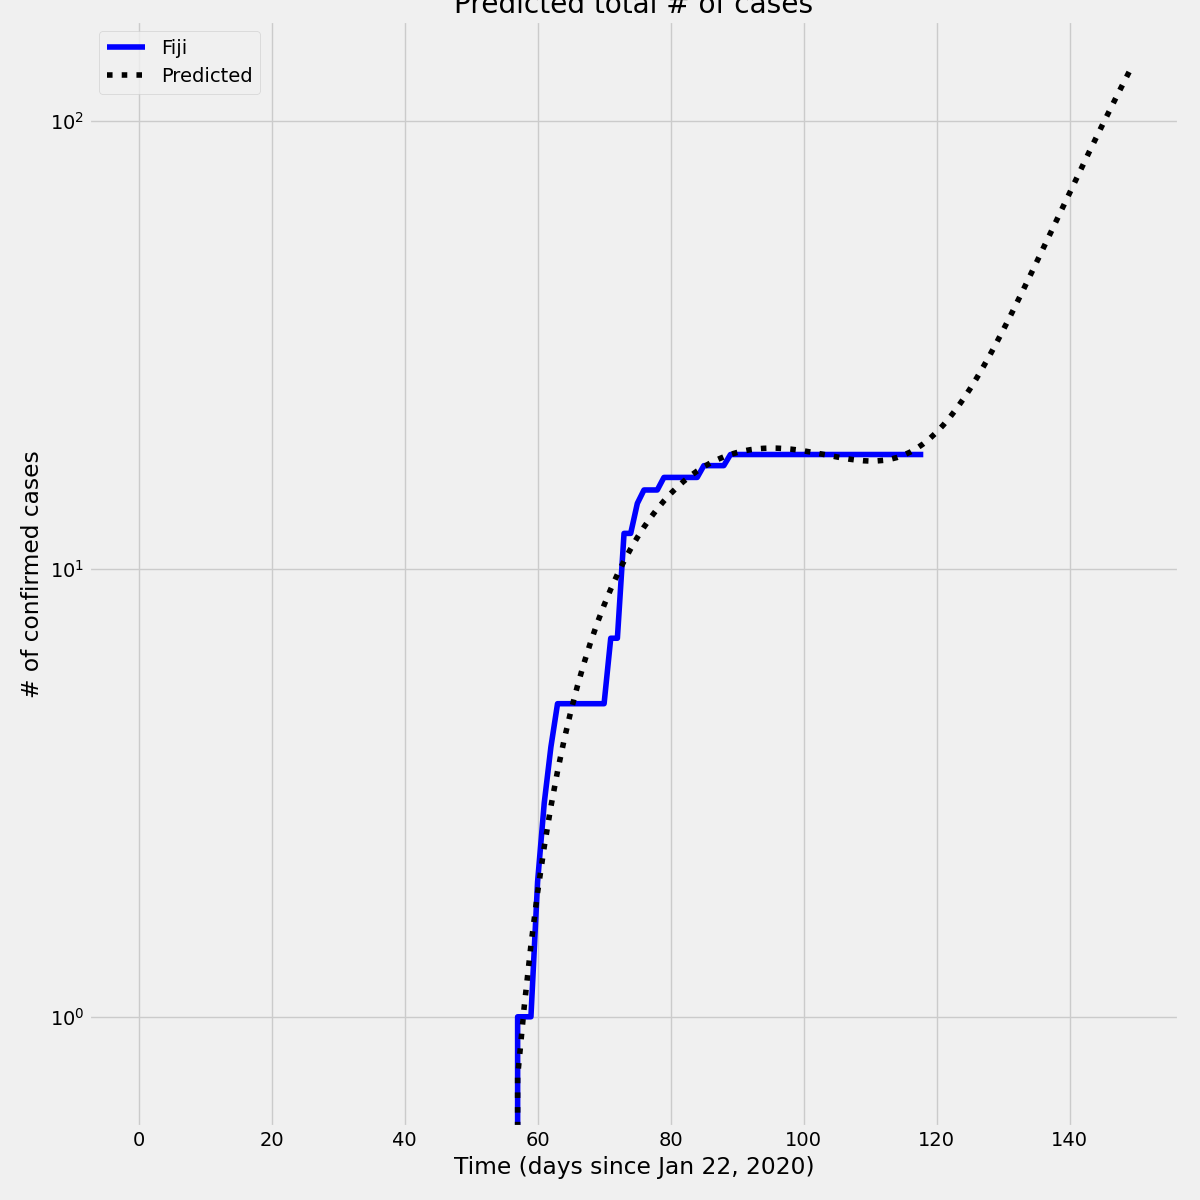 Predicted total # of cases
Fiji
Predicted
10²
10¹
10⁰
# of confirmed cases
0 20 40 60 80 100 120 140
Time (days since Jan 22, 2020)